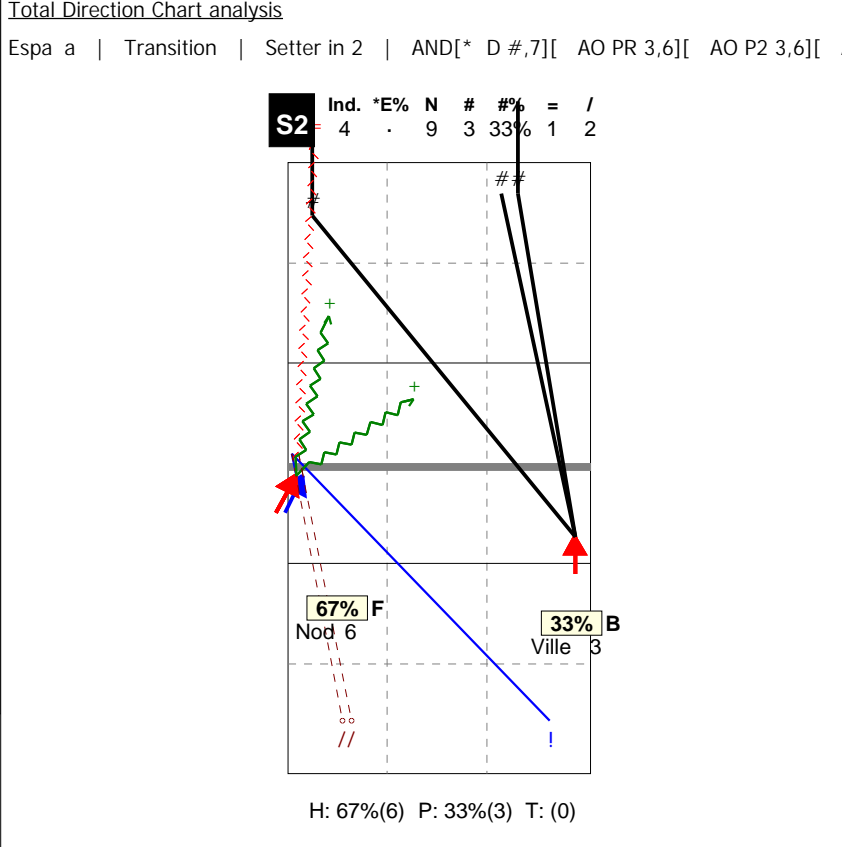 Total Direction Chart analysis
Espa a | Transition | Setter in 2 | AND[* D #,7][ AO PR 3,6][ AO P2 3,6][
Ind. *E% N # #% = /
S2 = 4 . 9 3 33% 1 2
##
#
+
+
67% F
Nod 6
33% B
Ville 3
//
!
H: 67%(6) P: 33%(3) T: (0)